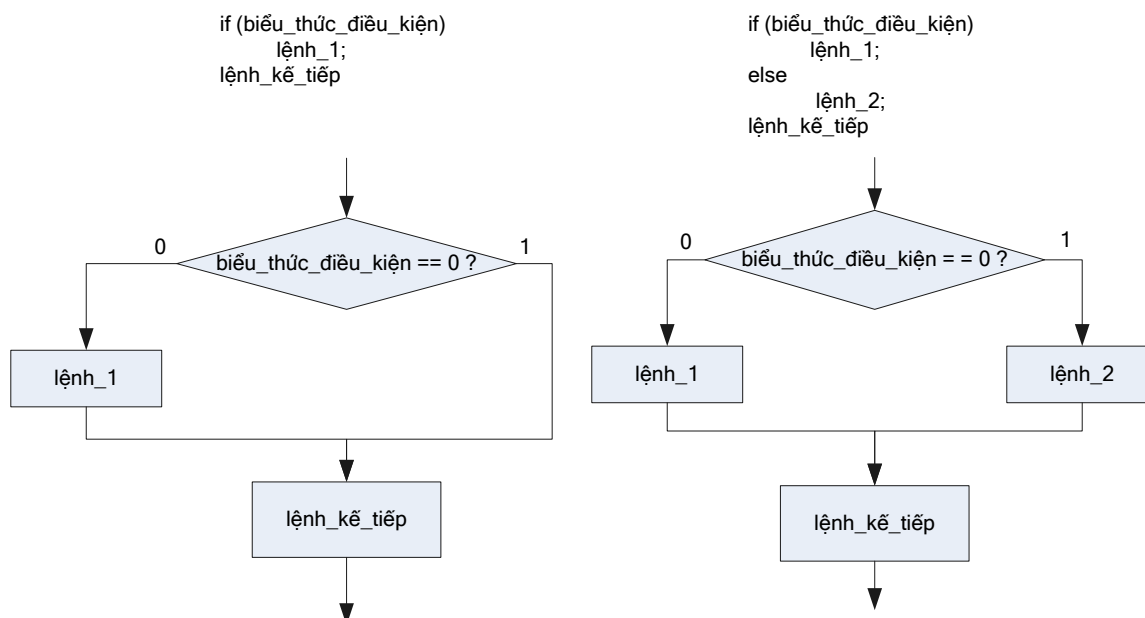 if (biểu_thức_điều_kiện)
lệnh_1;
lệnh_kế_tiếp
0
biểu_thức_điều_kiện == 0 ?
1
lệnh_1
lệnh_kế_tiếp
if (biểu_thức_điều_kiện)
lệnh_1;
else
lệnh_2;
lệnh_kế_tiếp
0
biểu_thức_điều_kiện = = 0 ?
1
lệnh_1
lệnh_2
lệnh_kế_tiếp